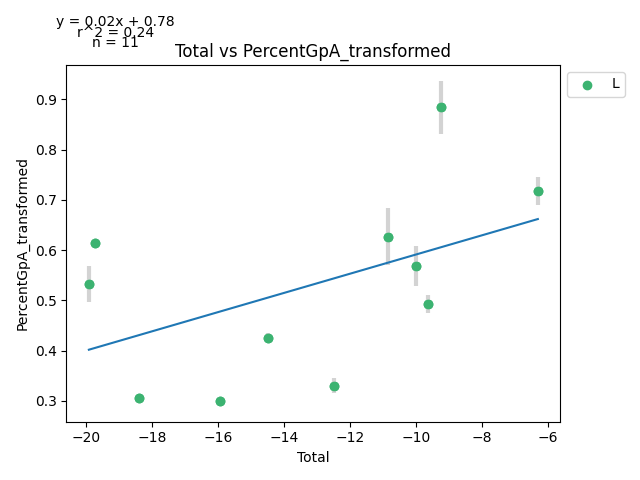 y = 0.02x + 0.78
r^2 = 0.24
n = 11
Total vs PercentGpA_transformed
L
PercentGpA_transformed
0.9
0.8
0.7
0.6
0.5
0.4
0.3
−20 −18 −16 −14 −12 −10 −8 −6
Total